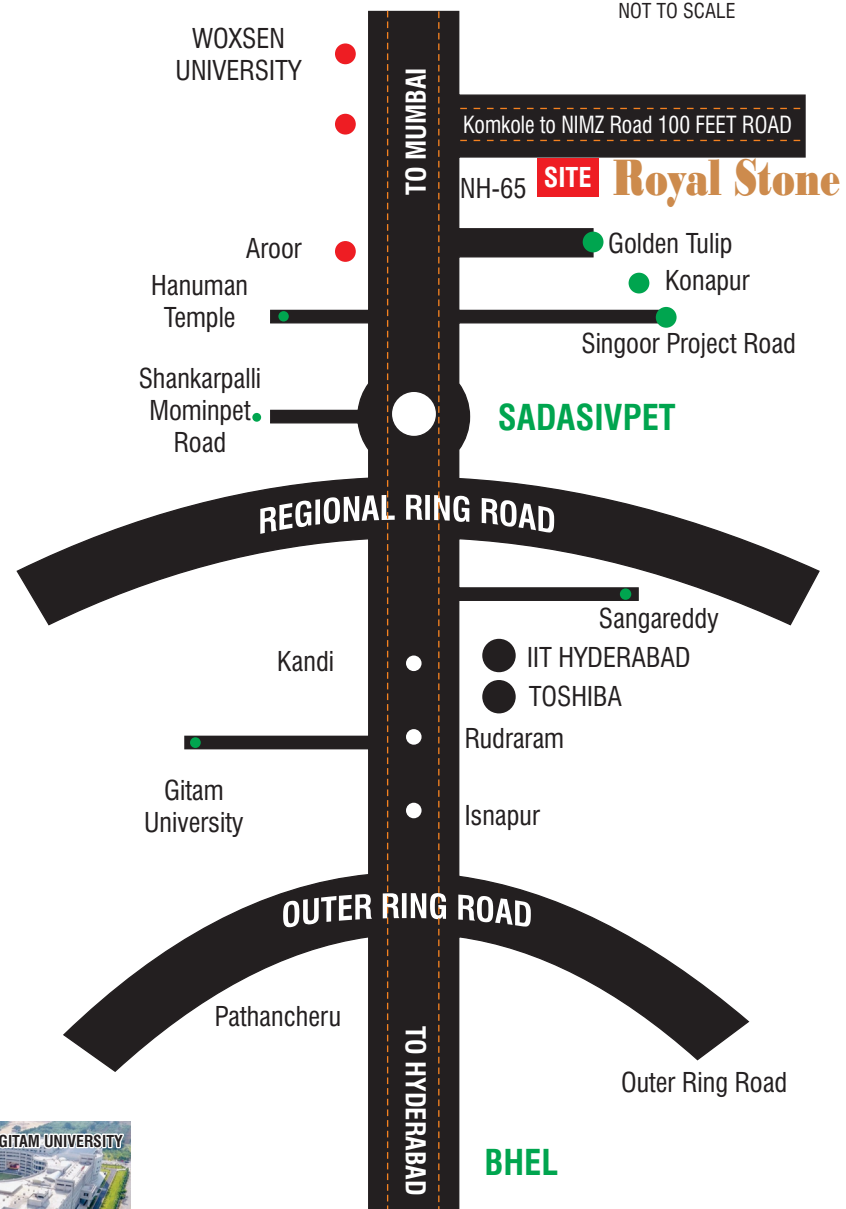 NOT TO SCALE
WOXSEN
UNIVERSITY
TO MUMBAI
Komkole to NIMZ Road 100 FEET ROAD
NH-65
SITE
Royal Stone
Aroor
Golden Tulip
Konapur
Hanuman
Temple
Singoor Project Road
Shankarpalli
Mominpet
Road
SADASIVPET
REGIONAL RING ROAD
Sangareddy
Kandi
IIT HYDERABAD
TOSHIBA
Rudraram
Gitam
University
Isnapur
OUTER RING ROAD
Pathancheru
TO HYDERABAD
Outer Ring Road
GITAM UNIVERSITY
BHEL